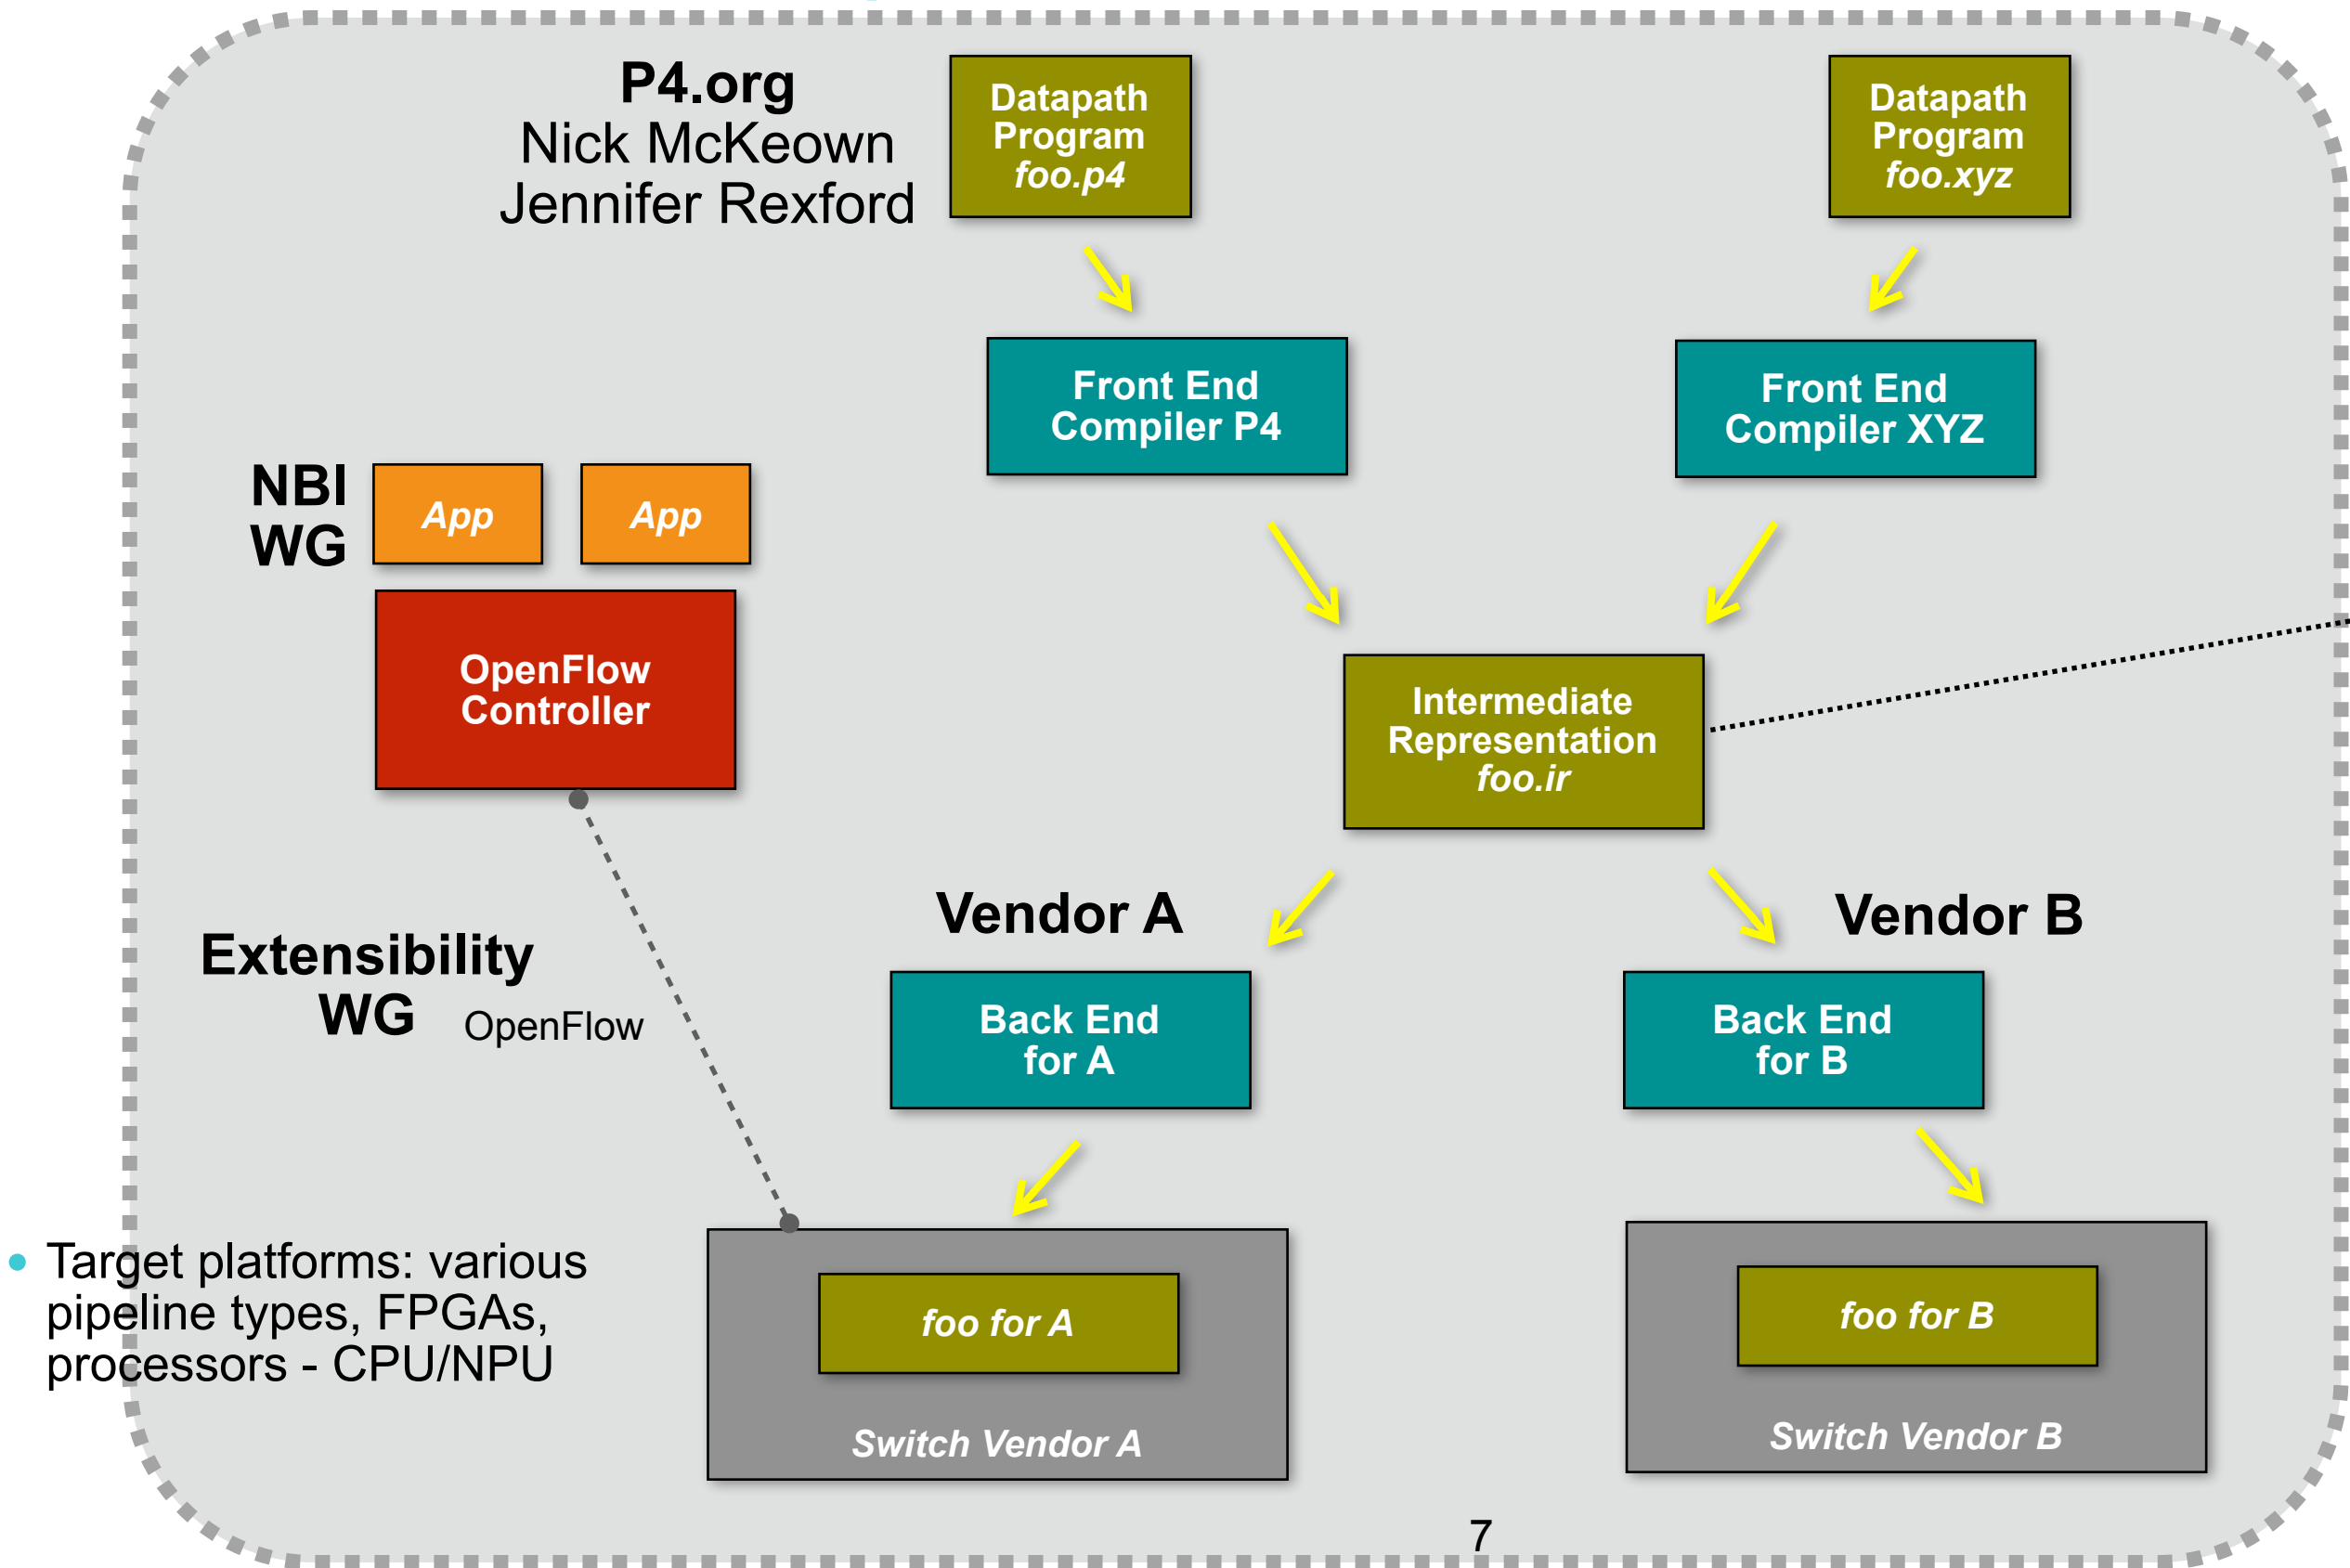 P4.org
Nick McKeown
Jennifer Rexford
Datapath
Program
foo.p4
Datapath
Program
foo.xyz
Front End
Compiler P4
Front End
Compiler XYZ
NBI
WG
App
App
OpenFlow
Controller
Intermediate
Representation
foo.ir
Vendor A
Vendor B
Extensibility
WG
OpenFlow
Back End
for A
Back End
for B
• Target platforms: various
pipeline types, FPGAs,
processors - CPU/NPU
foo for A
Switch Vendor A
foo for B
Switch Vendor B
7